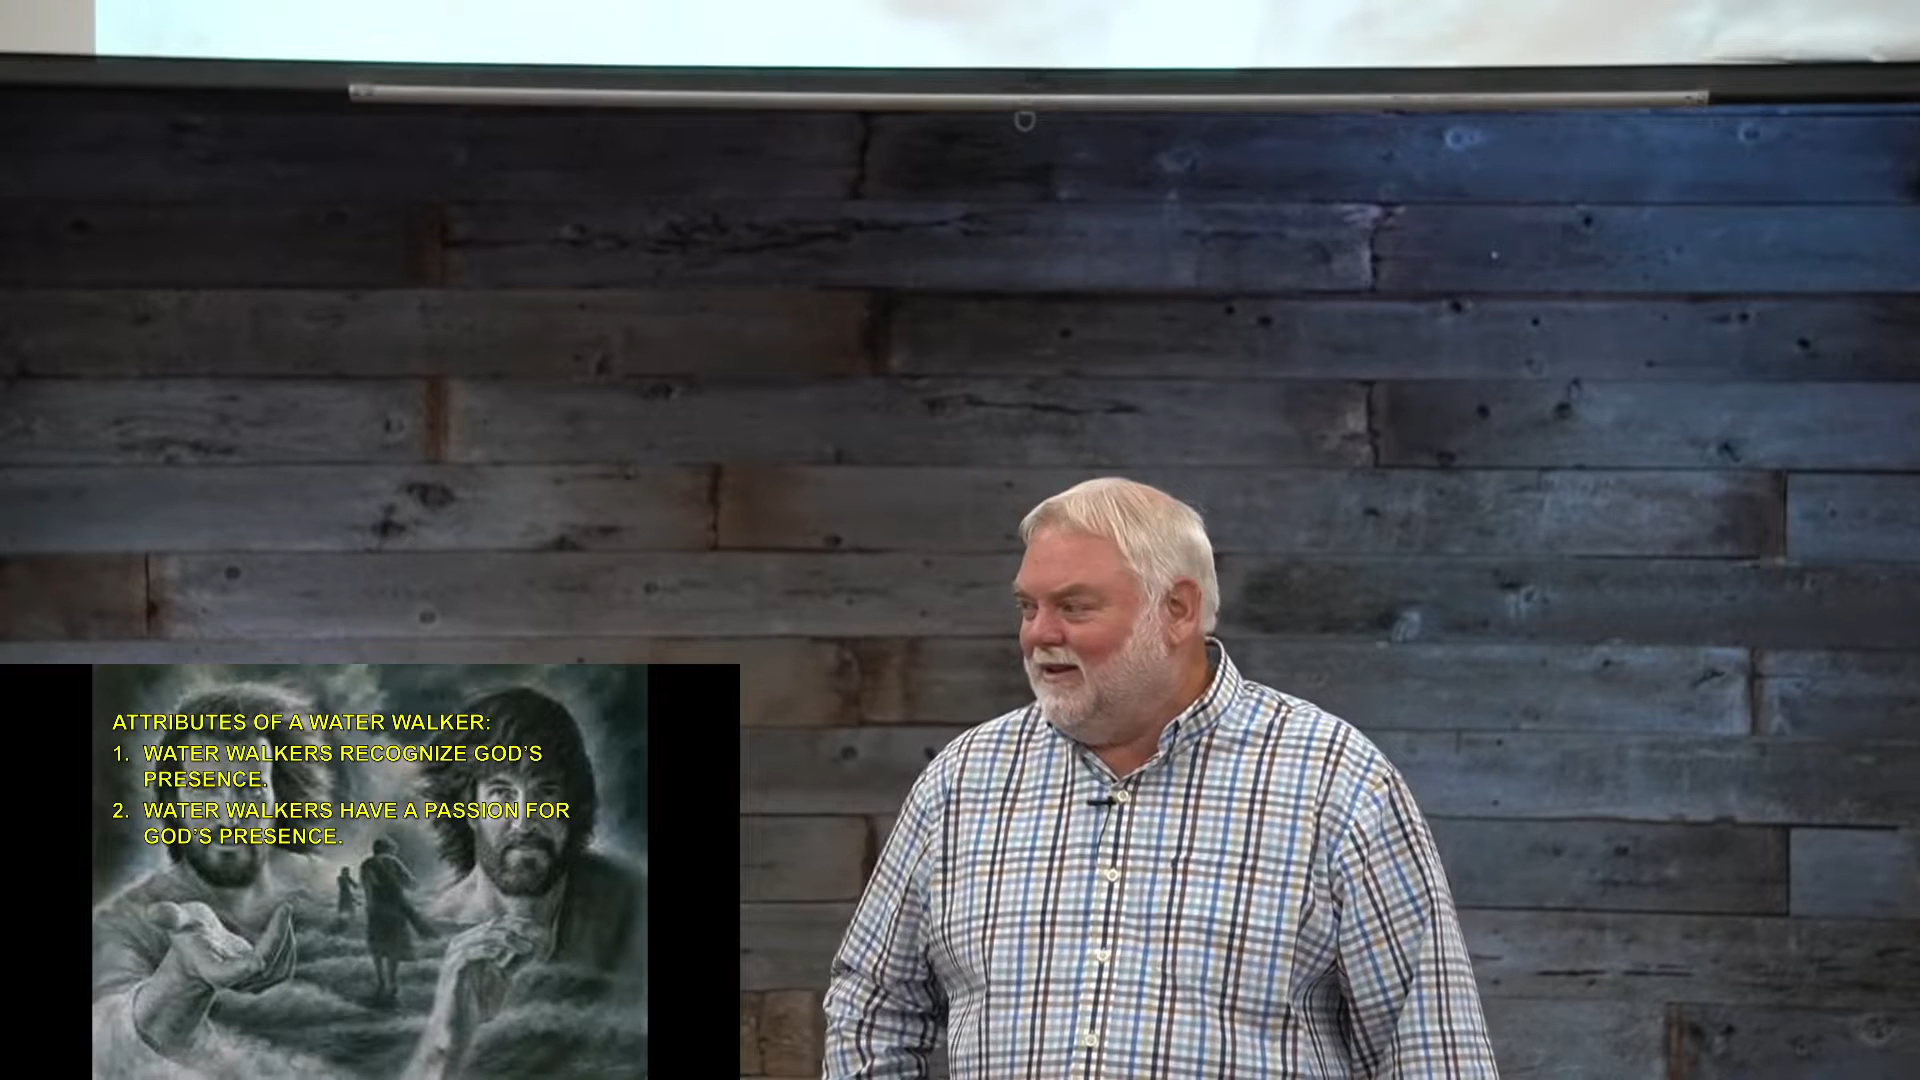 ATTRIBUTES OF A WATER WALKER:
1. WATER WALKERS RECOGNIZE GOD'S
PRESENCE.
2. WATER WALKERS HAVE A PASSION FOR
GOD'S PRESENCE.